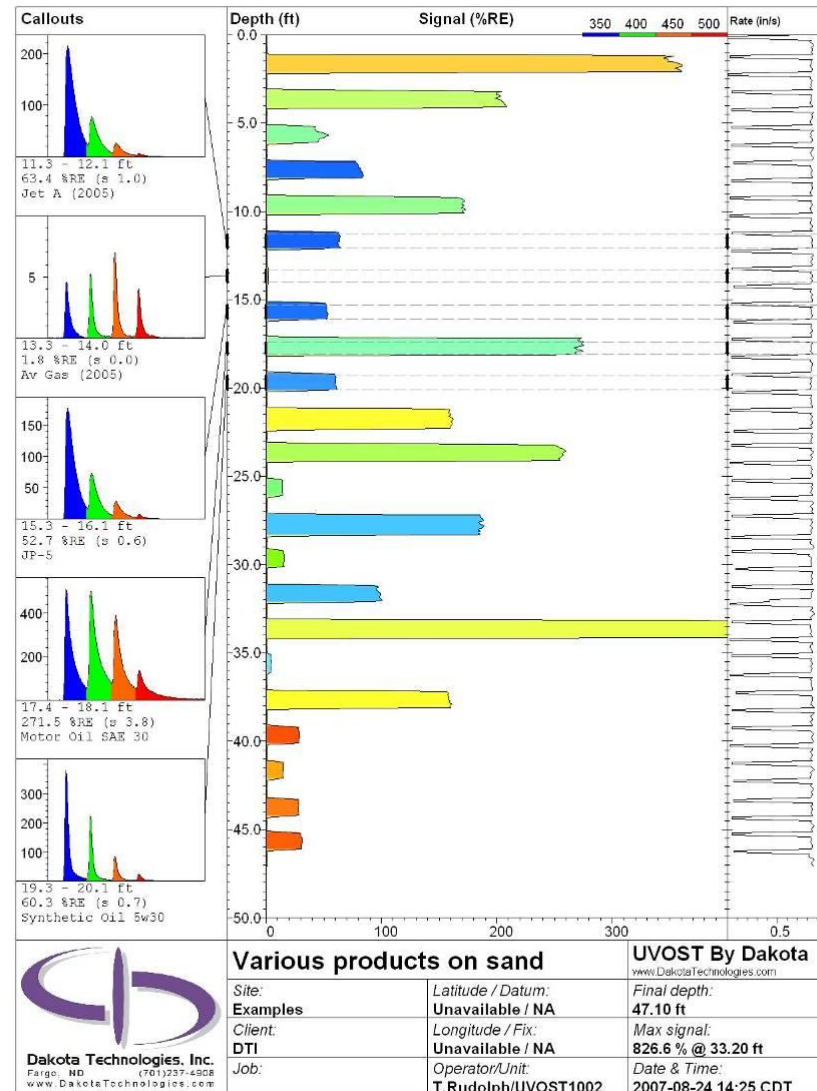 Callouts
Depth (ft)
Signal (%RE)
350 400 450 500
Rate (in/s)
200
100
11.3 - 12.1 ft
63.4 %RE (s 1.0)
Jet A (2005)
5
13.3 - 14.0 ft
1.8 %RE (s 0.0)
Av Gas (2005)
150
100
50
15.3 - 16.1 ft
52.7 %RE (s 0.6)
JP-5
400
200
17.4 - 18.1 ft
271.5 %RE (s 3.8)
Motor Oil SAE 30
300
200
100
19.3 - 20.1 ft
60.3 %RE (s 0.7)
Synthetic Oil 5w30
0.0
5.0
10.0
15.0
20.0
25.0
30.0
35.0
40.0
45.0
50.0
0 100 200 300
0.5
Dakota Technologies, Inc.
Fargo, ND (701)237-4908
www.DakotaTechnologies.com
Various products on sand
UVOST By Dakota
www.DakotaTechnologies.com
Site:
Examples
Latitude / Datum:
Unavailable / NA
Final depth:
47.10 ft
Client:
DTI
Longitude / Fix:
Unavailable / NA
Max signal:
826.6 % @ 33.20 ft
Job:
Operator/Unit:
T.Rudolph/UVOST1002
Date & Time:
2007-08-24 14:25 CDT